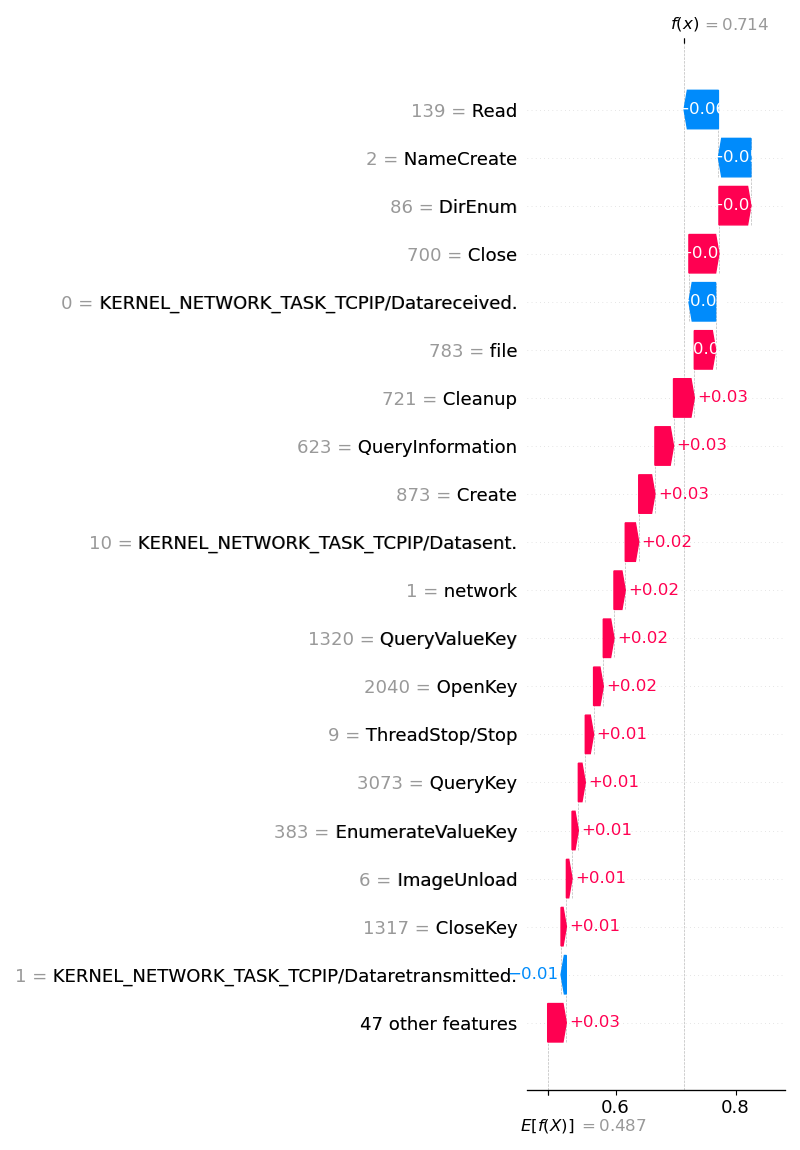 f(x) = 0.714
139 = Read
2 = NameCreate
86 = DirEnum
700 = Close
0 = KERNEL_NETWORK_TASK_TCPIP/Datareceived.
783 = file
721 = Cleanup +0.03
623 = QueryInformation +0.03
873 = Create +0.03
10 = KERNEL_NETWORK_TASK_TCPIP/Datasent. +0.02
1 = network +0.02
1320 = QueryValueKey +0.02
2040 = OpenKey +0.02
9 = ThreadStop/Stop +0.01
3073 = QueryKey +0.01
383 = EnumerateValueKey +0.01
6 = ImageUnload +0.01
1317 = CloseKey +0.01
1 = KERNEL_NETWORK_TASK_TCPIP/Dataretransmitted. −0.01
47 other features +0.03
0.6 0.8
E[f(X)] = 0.487